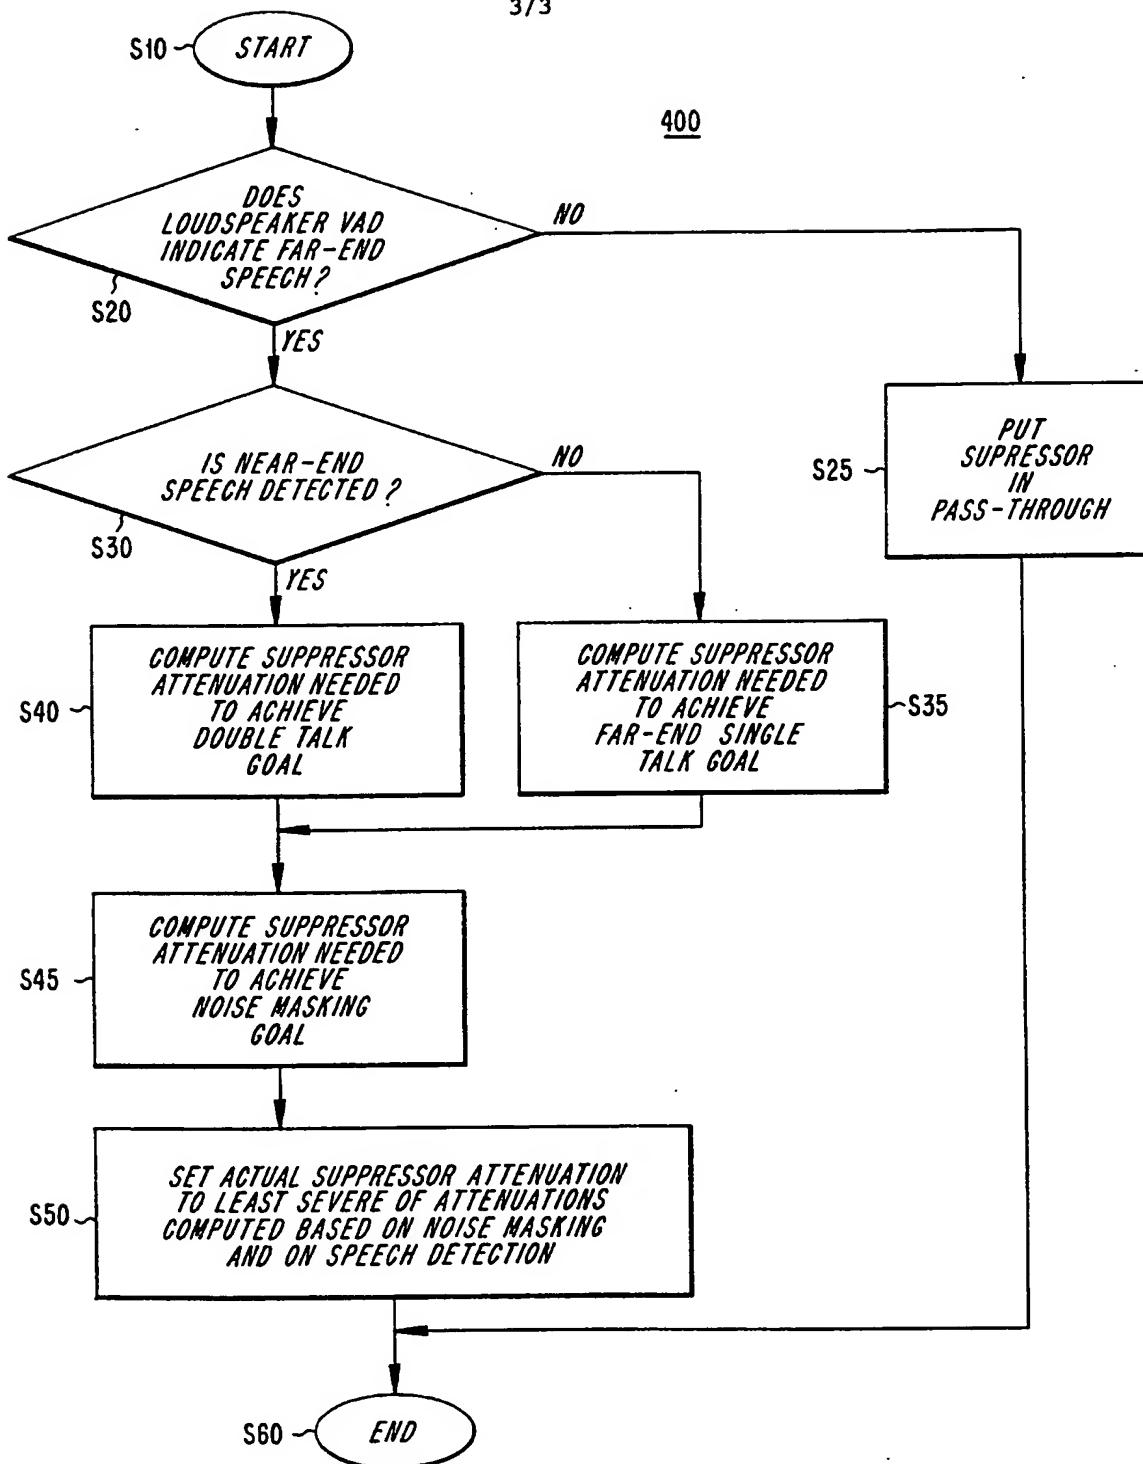 3/3
S10
START
400
DOES
LOUDSPEAKER VAD
INDICATE FAR-END
SPEECH?
NO
S20
YES
IS NEAR-END
SPEECH DETECTED?
NO
S30
YES
PUT
SUPRESSOR
IN
PASS-THROUGH
S25
COMPUTE SUPPRESSOR
ATTENUATION NEEDED
TO ACHIEVE
DOUBLE TALK
GOAL
S40
COMPUTE SUPPRESSOR
ATTENUATION NEEDED
TO ACHIEVE
FAR-END SINGLE
TALK GOAL
S35
COMPUTE SUPPRESSOR
ATTENUATION NEEDED
TO ACHIEVE
NOISE MASKING
GOAL
S45
SET ACTUAL SUPPRESSOR ATTENUATION
TO LEAST SEVERE OF ATTENUATIONS
COMPUTED BASED ON NOISE MASKING
AND ON SPEECH DETECTION
S50
S60
END